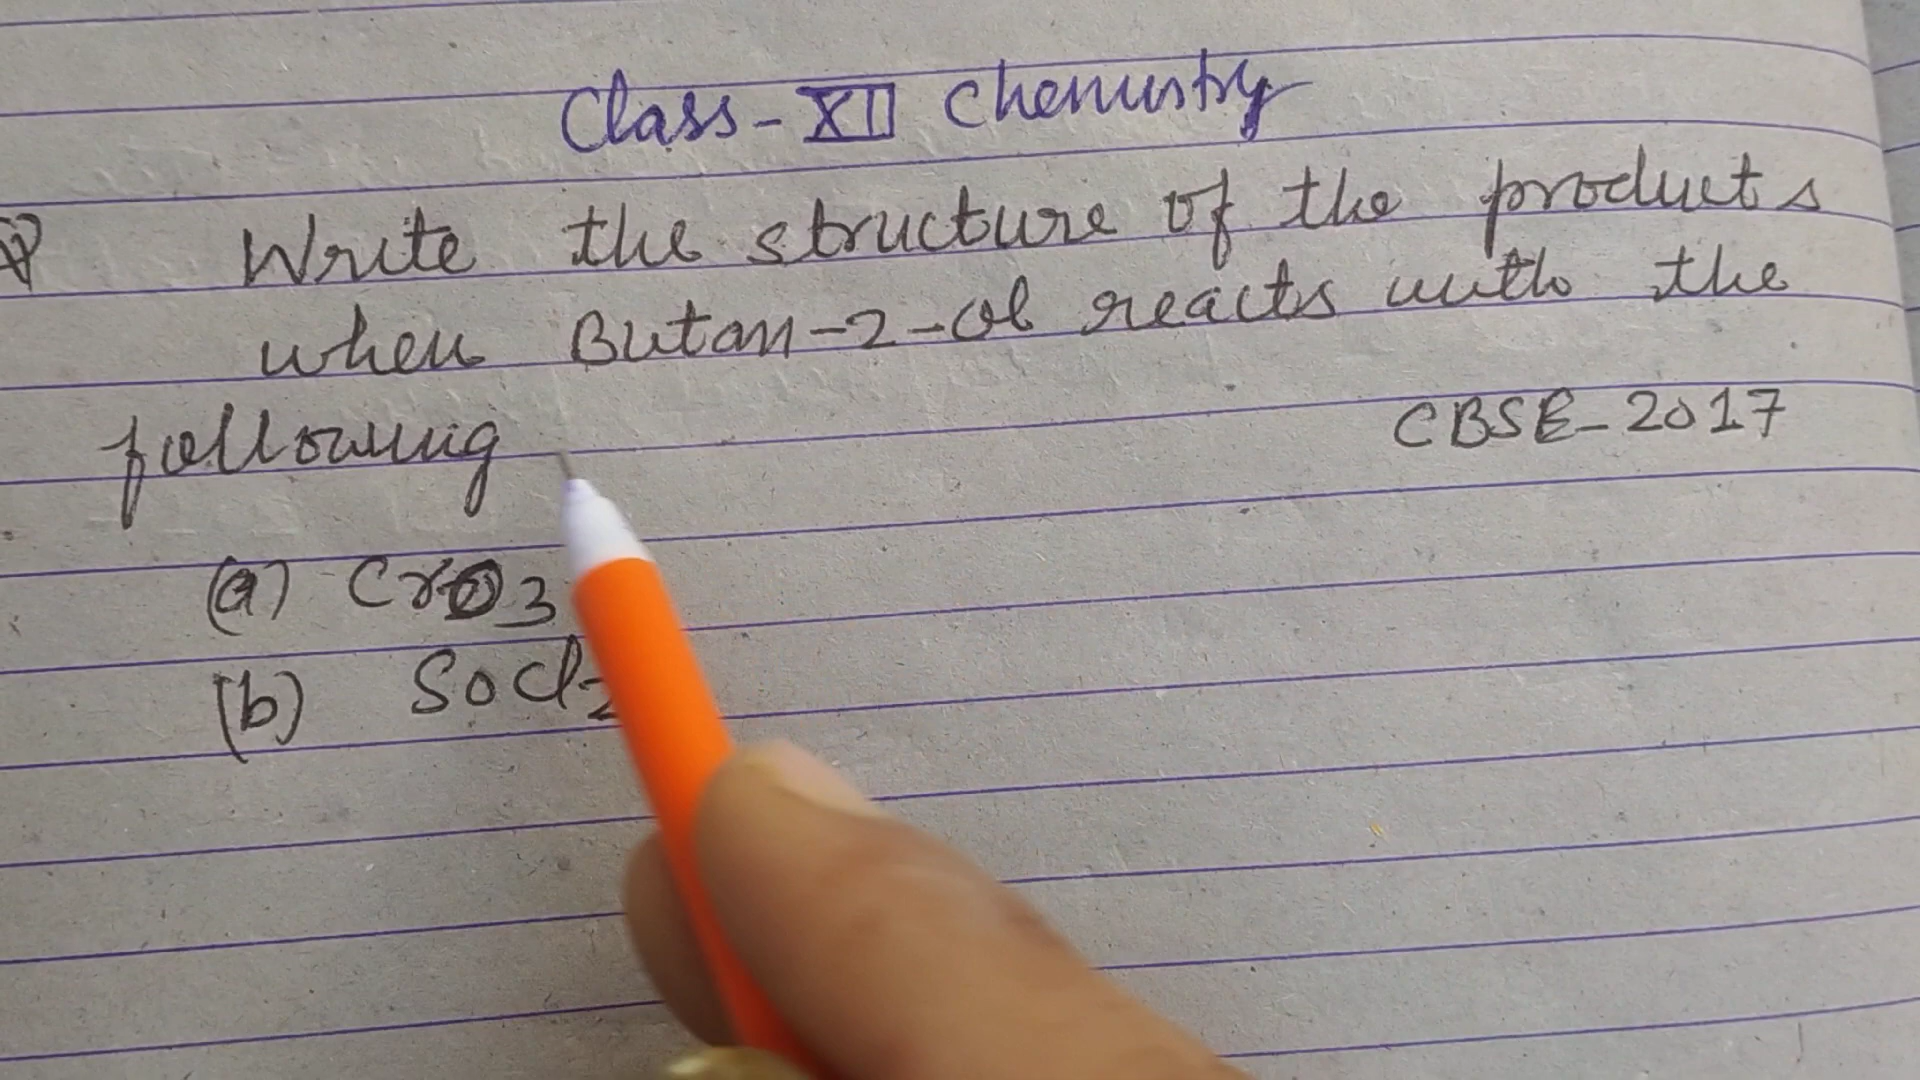 Class-XII Chemistry
Q Write the structure of the products
when Butan-2-ol reacts with the
following
CBSE-2017
(a) CrO3
(b) SOCl2